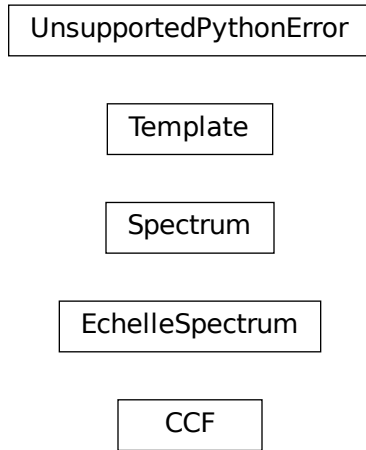 UnsupportedPythonError
Template
Spectrum
EchelleSpectrum
CCF